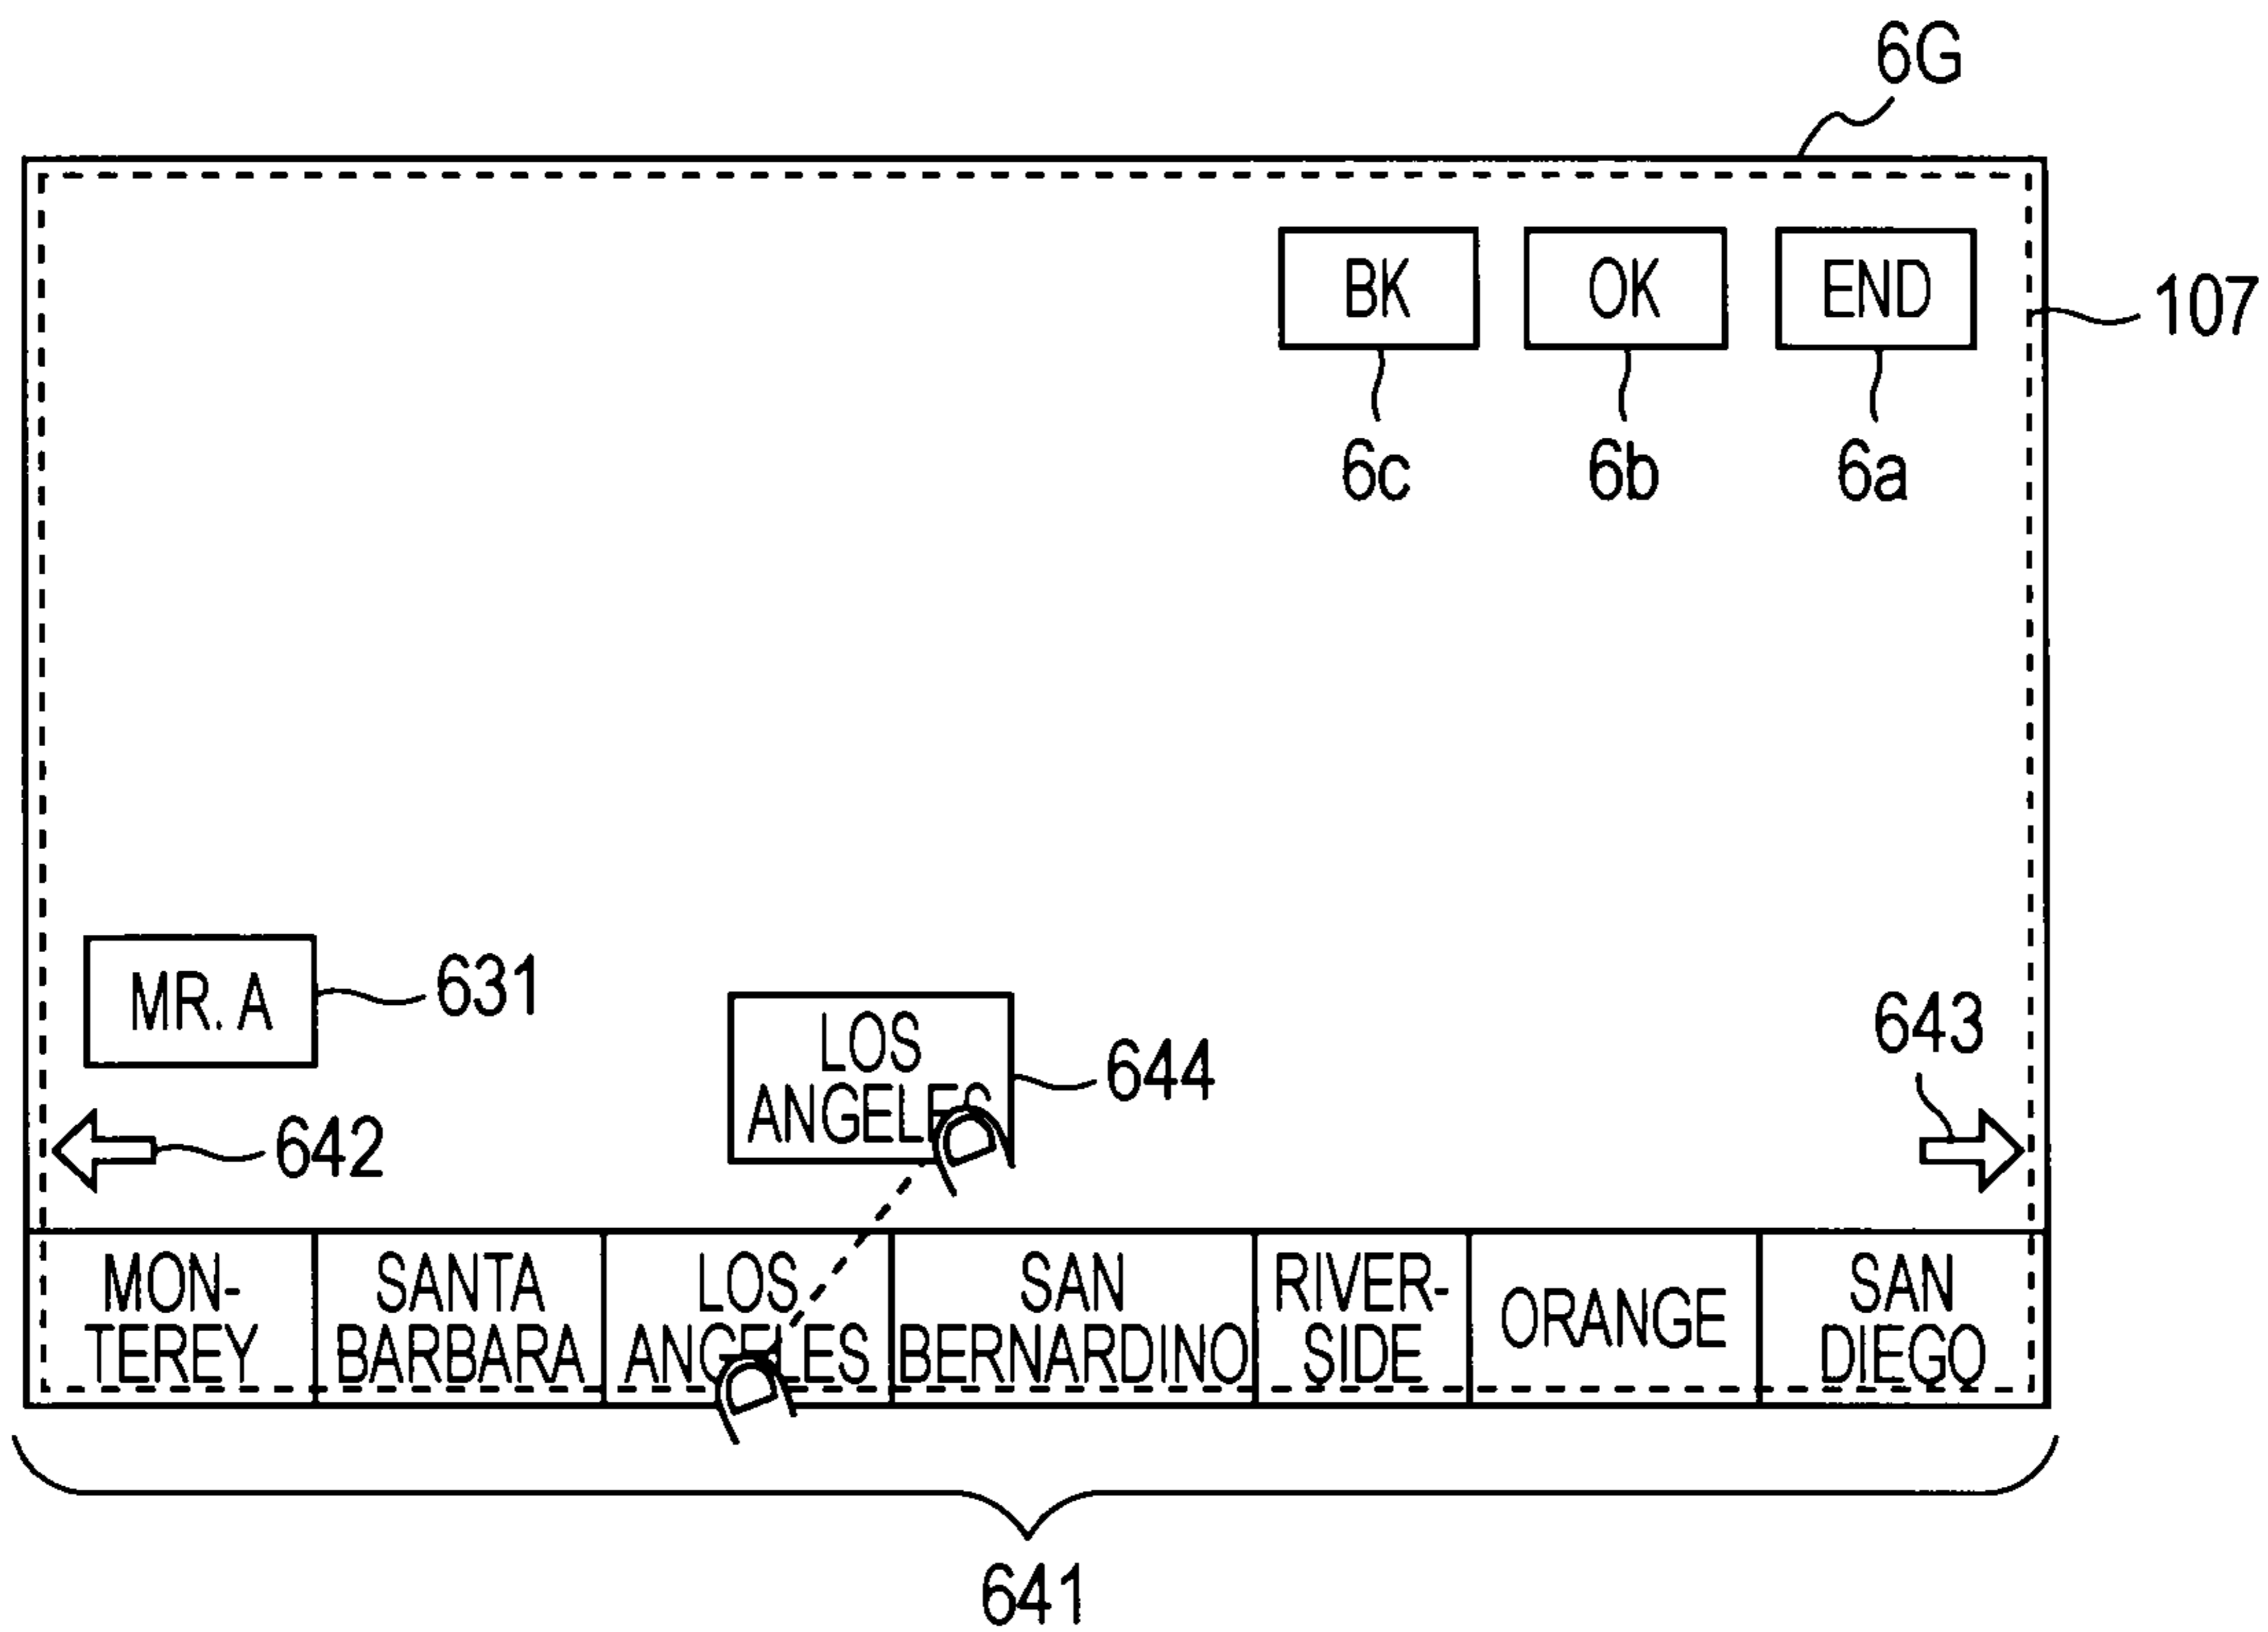 6G
BK
OK
END
107
6c
6b
6a
MR. A
631
LOS
ANGELES
644
643
642
MON-
TEREY
SANTA
BARBARA
LOS
ANGELES
SAN
BERNARDINO
RIVER-
SIDE
ORANGE
SAN
DIEGO
641